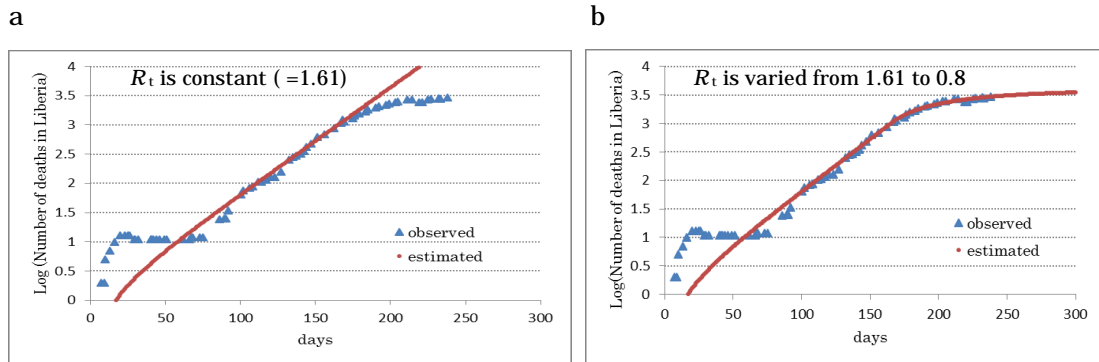 a
R t is constant ( =1.61)
Log (Number of deaths in Liberia)
4
3.5
3
2.5
2
1.5
1
0.5
0
observed
estimated
0 50 100 150 200 250 300
days
b
R t is varied from 1.61 to 0.8
Log(Number of deaths in Liberia)
4
3.5
3
2.5
2
1.5
1
0.5
0
observed
estimated
0 50 100 150 200 250 300
days